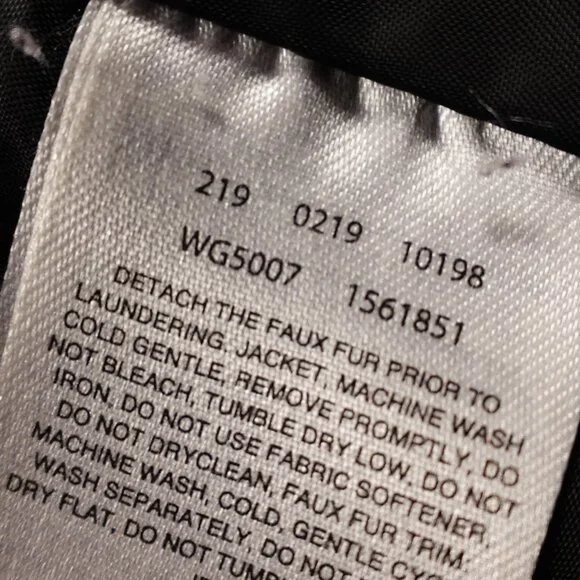 219 0219 10198
WG5007 1561851
DETACH THE FAUX FUR PRIOR TO
LAUNDERING, JACKET, MACHINE WASH
COLD GENTLE, REMOVE PROMPTLY, DO
NOT BLEACH, TUMBLE DRY LOW, DO NOT
IRON, DO NOT USE FABRIC SOFTENER,
DO NOT DRYCLEAN, FAUX FUR TRIM:
MACHINE WASH, COLD, GENTLE
WASH SEPARATELY, DO NOT
DRY FLAT, DO NOT